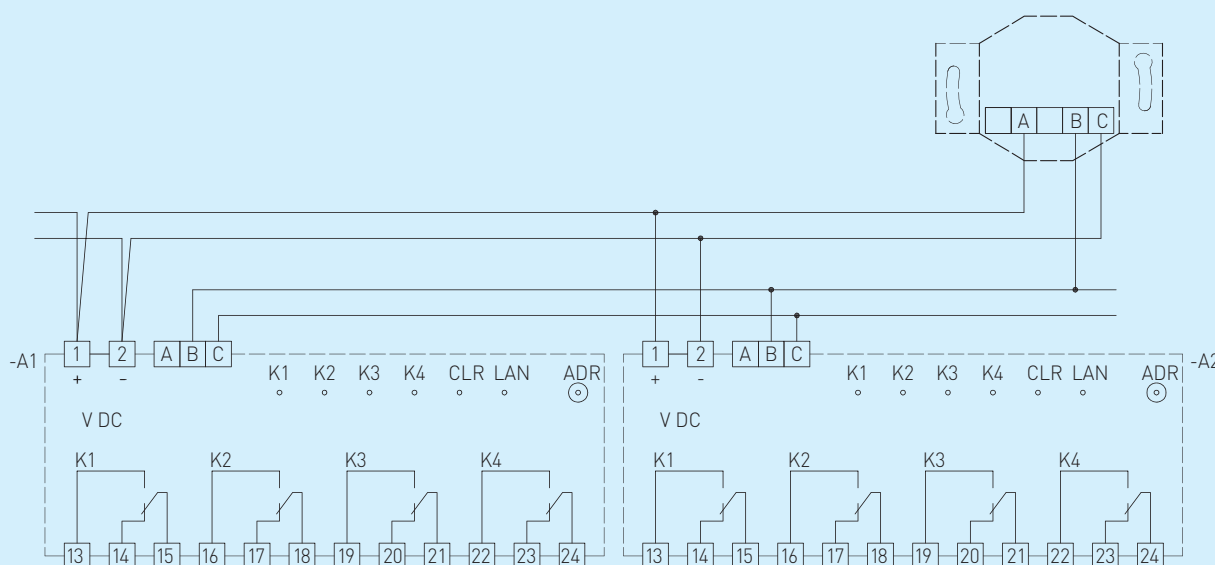 A B C
-A1 1 2 A B C 1 2 A B C -A2
+ - + -
K1 K2 K3 K4 CLR LAN ADR K1 K2 K3 K4 CLR LAN ADR
V DC V DC
K1 K2 K3 K4 K1 K2 K3 K4
13 14 15 16 17 18 19 20 21 22 23 24 13 14 15 16 17 18 19 20 21 22 23 24